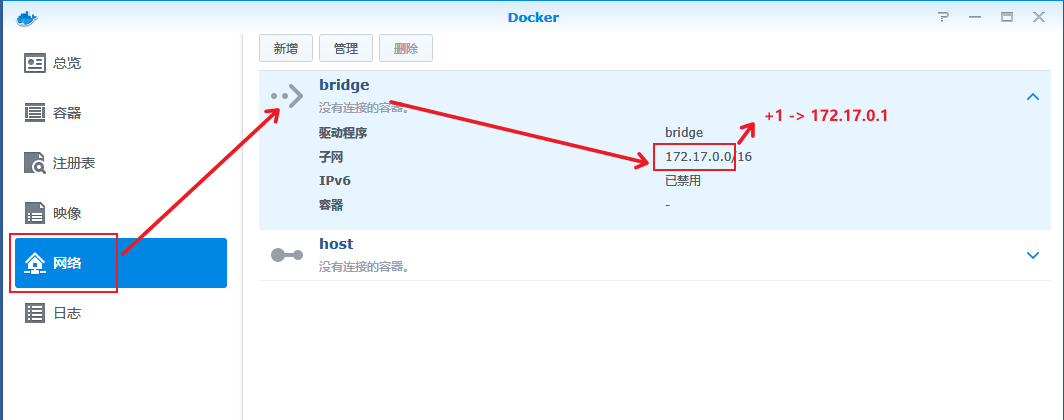 Docker
总览
容器
注册表
映像
网络
日志
新增 管理 删除
bridge
没有连接的容器。
驱动程序 bridge
子网 172.17.0.0/16
IPv6 已禁用
容器 -
+1 -> 172.17.0.1
host
没有连接的容器。